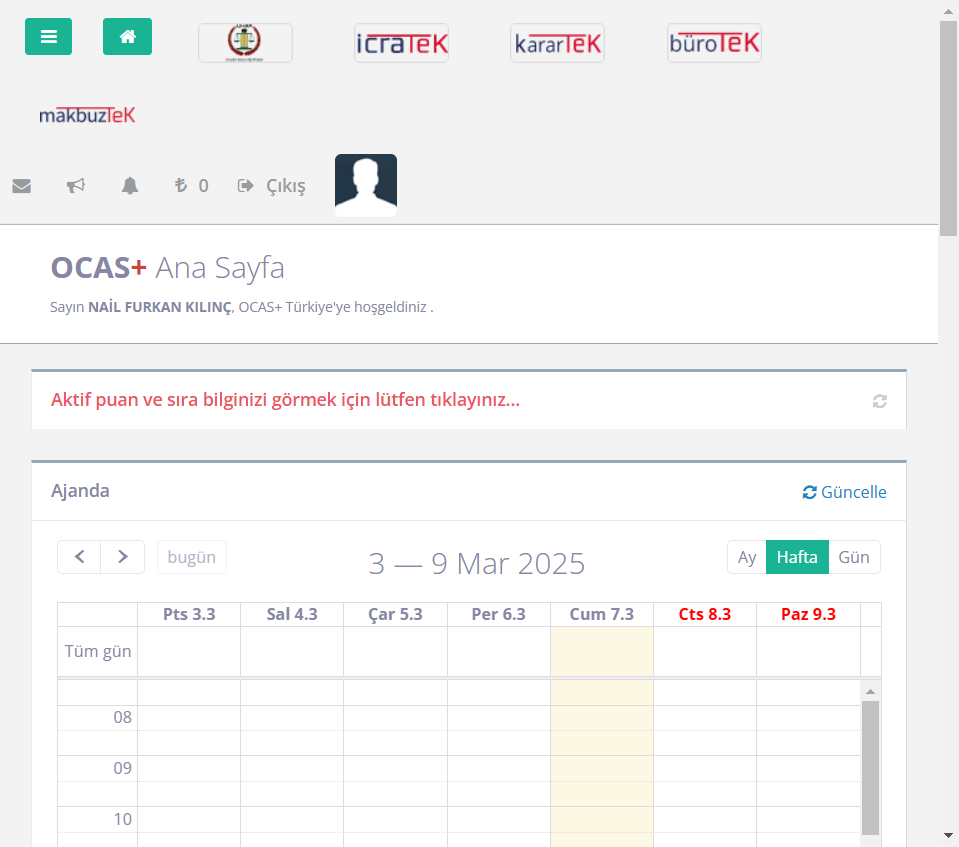 icraTEK
kararTEK
büroTEK
makbuzTEK
0 Çıkış
OCAS+ Ana Sayfa
Sayın NAİL FURKAN KILINÇ, OCAS+ Türkiye'ye hoşgeldiniz .
Aktif puan ve sıra bilginizi görmek için lütfen tıklayınız...
Ajanda
Güncelle
bugün
3 — 9 Mar 2025
Ay Hafta Gün
Pts 3.3 Sal 4.3 Çar 5.3 Per 6.3 Cum 7.3 Cts 8.3 Paz 9.3
Tüm gün
08
09
10